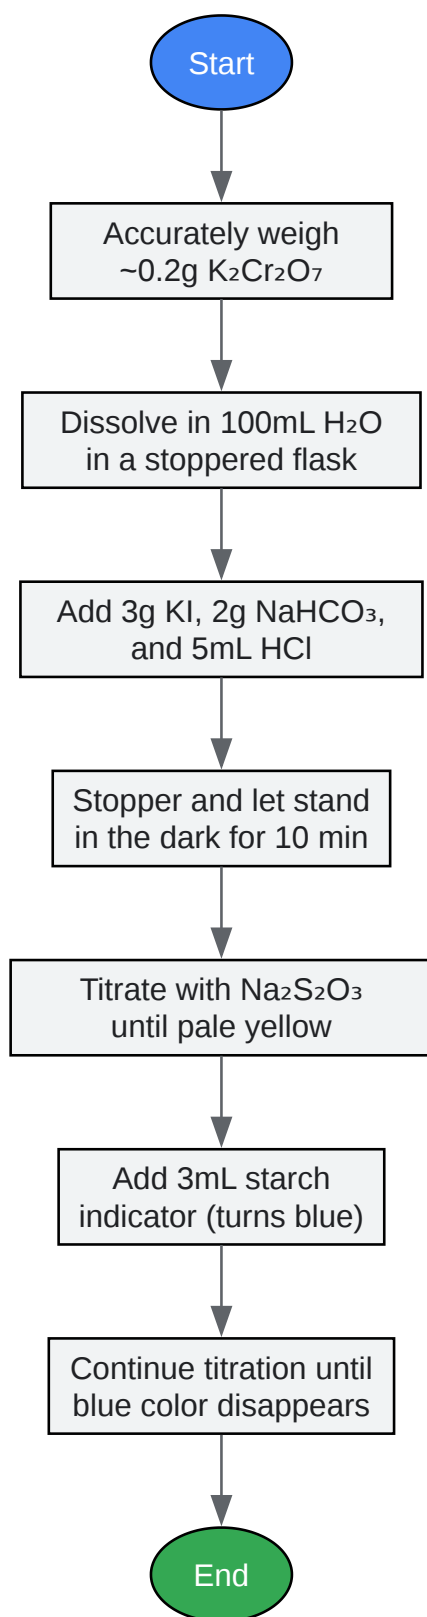 Start
Accurately weigh
~0.2g K₂Cr₂O₇
Dissolve in 100mL H₂O
in a stoppered flask
Add 3g KI, 2g NaHCO₃,
and 5mL HCl
Stopper and let stand
in the dark for 10 min
Titrate with Na₂S₂O₃
until pale yellow
Add 3mL starch
indicator (turns blue)
Continue titration until
blue color disappears
End